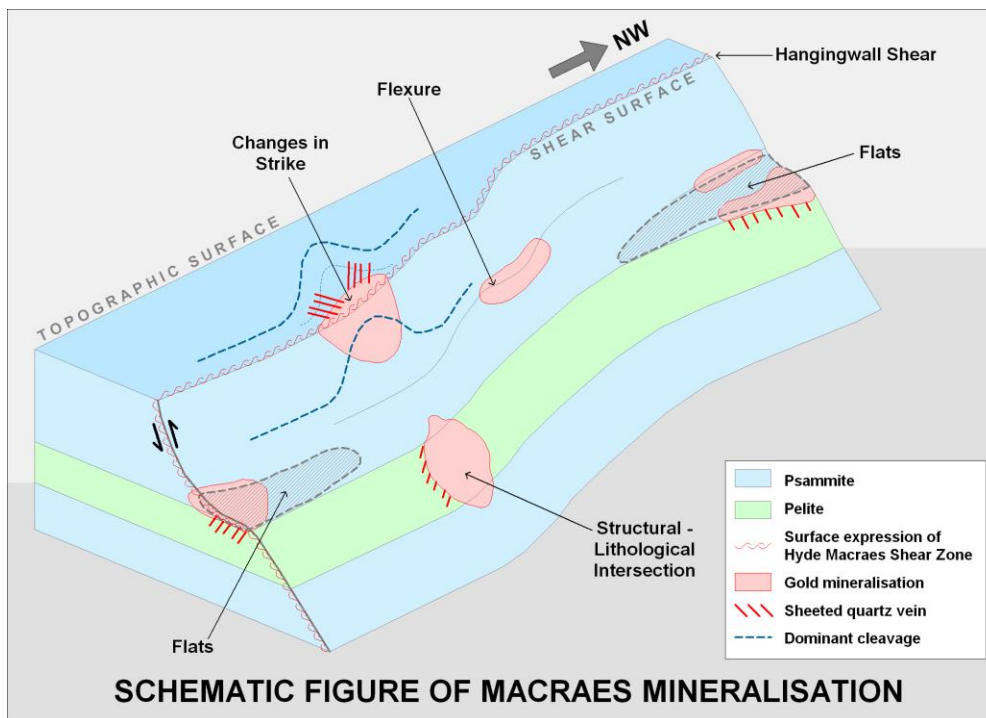 NW
Hangingwall Shear
Flexure
SHEAR SURFACE
Changes in
Strike
Flats
TOPOGRAPHIC SURFACE
Structural -
Lithological
Intersection
Flats
Psammite
Pelite
Surface expression of
Hyde Macraes Shear Zone
Gold mineralisation
Sheeted quartz vein
Dominant cleavage
SCHEMATIC FIGURE OF MACRAES MINERALISATION